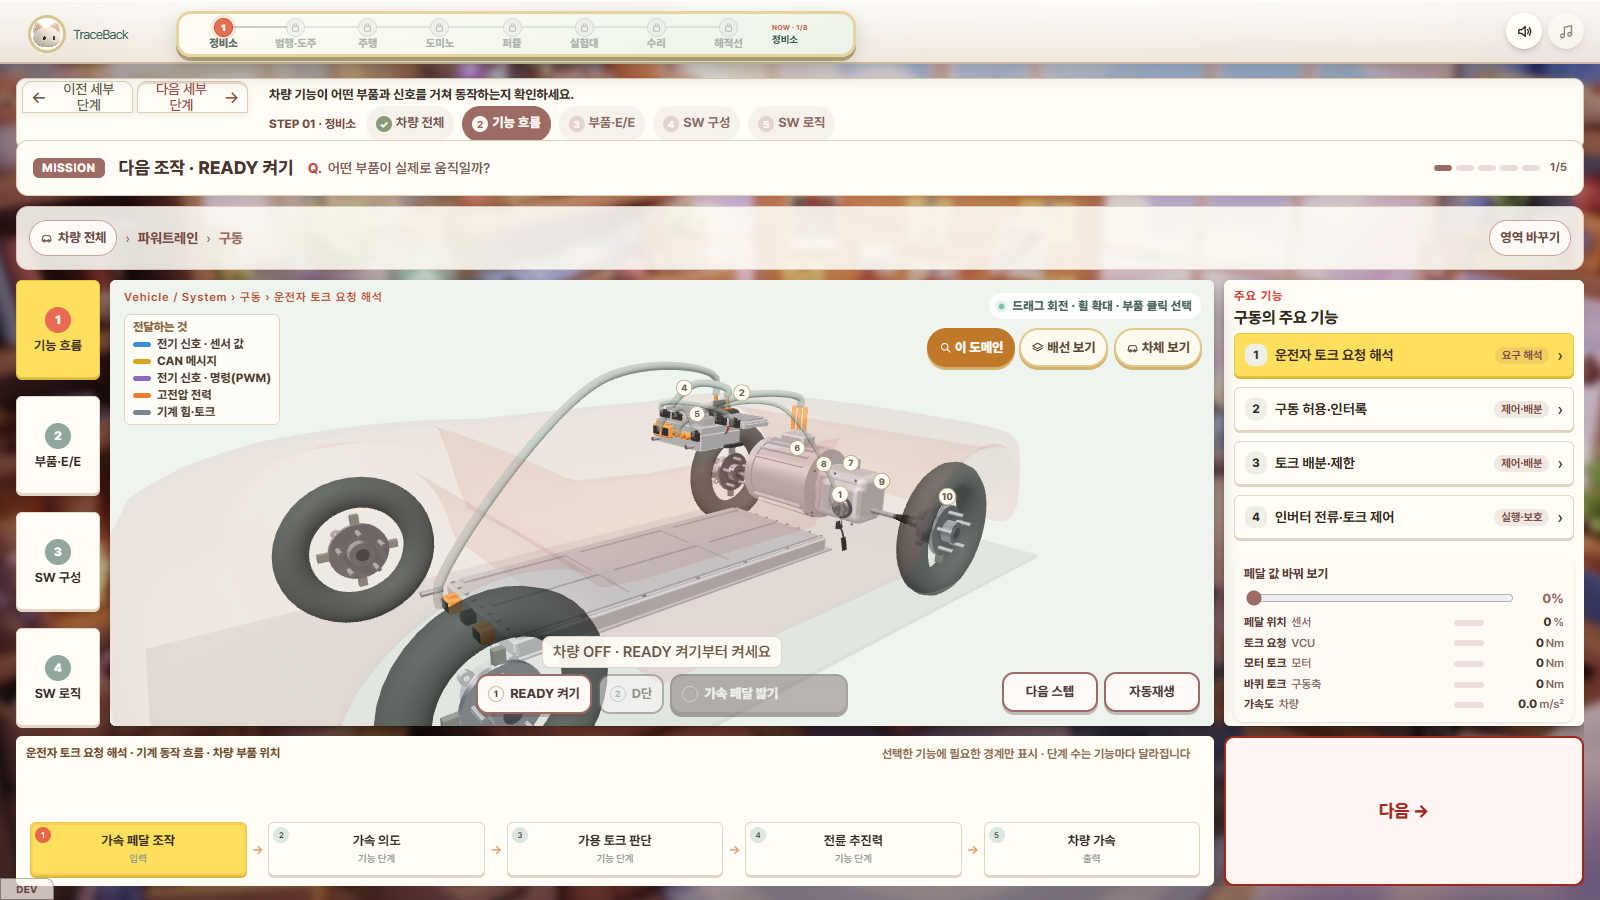 TraceBack
1 정비소
범행·도주
주행
도미노
퍼즐
실험대
수리
해적선
NOW · 1/8
정비소
← 이전 세부 단계
다음 세부 단계 →
차량 기능이 어떤 부품과 신호를 거쳐 동작하는지 확인하세요.
STEP 01 · 정비소
차량 전체
2 기능 흐름
3 부품·E/E
4 SW 구성
5 SW 로직
MISSION 다음 조작 · READY 켜기 Q. 어떤 부품이 실제로 움직일까?
1/5
차량 전체 › 파워트레인 › 구동
영역 바꾸기
1
기능 흐름
2
부품·E/E
3
SW 구성
4
SW 로직
Vehicle / System › 구동 › 운전자 토크 요청 해석
드래그 회전 · 휠 확대 · 부품 클릭 선택
전달하는 것
전기 신호 · 센서 값
CAN 메시지
전기 신호 · 명령(PWM)
고전압 전력
기계 힘·토크
이 도메인
배선 보기
차체 보기
4
2
5
6
8
7
9
1
10
차량 OFF · READY 켜기부터 켜세요
1 READY 켜기
2 D단
가속 페달 밟기
다음 스텝
자동재생
주요 기능
구동의 주요 기능
1 운전자 토크 요청 해석 요구 해석 ›
2 구동 허용·인터록 제어·배분 ›
3 토크 배분·제한 제어·배분 ›
4 인버터 전류·토크 제어 실행·보호 ›
페달 값 바꿔 보기
0%
페달 위치 센서 0 %
토크 요청 VCU 0 Nm
모터 토크 모터 0 Nm
바퀴 토크 구동축 0 Nm
가속도 차량 0.0 m/s²
운전자 토크 요청 해석 · 기계 동작 흐름 · 차량 부품 위치
선택한 기능에 필요한 경계만 표시 · 단계 수는 기능마다 달라집니다
1 가속 페달 조작
입력
→
2 가속 의도
기능 단계
→
3 가용 토크 판단
기능 단계
→
4 전륜 추진력
기능 단계
→
5 차량 가속
출력
다음 →
DEV